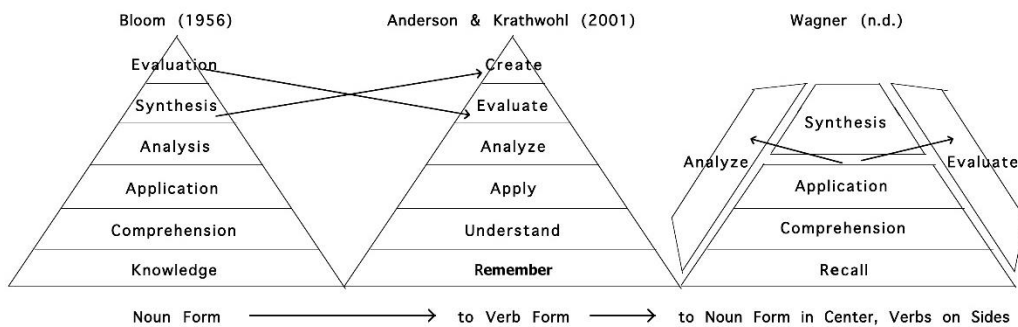 Bloom (1956)
Evaluation
Synthesis
Analysis
Application
Comprehension
Knowledge
Anderson & Krathwohl (2001)
Create
Evaluate
Analyze
Apply
Understand
Remember
Wagner (n.d.)
Synthesis
Analyze
Evaluate
Application
Comprehension
Recall
Noun Form
to Verb Form
to Noun Form in Center, Verbs on Sides